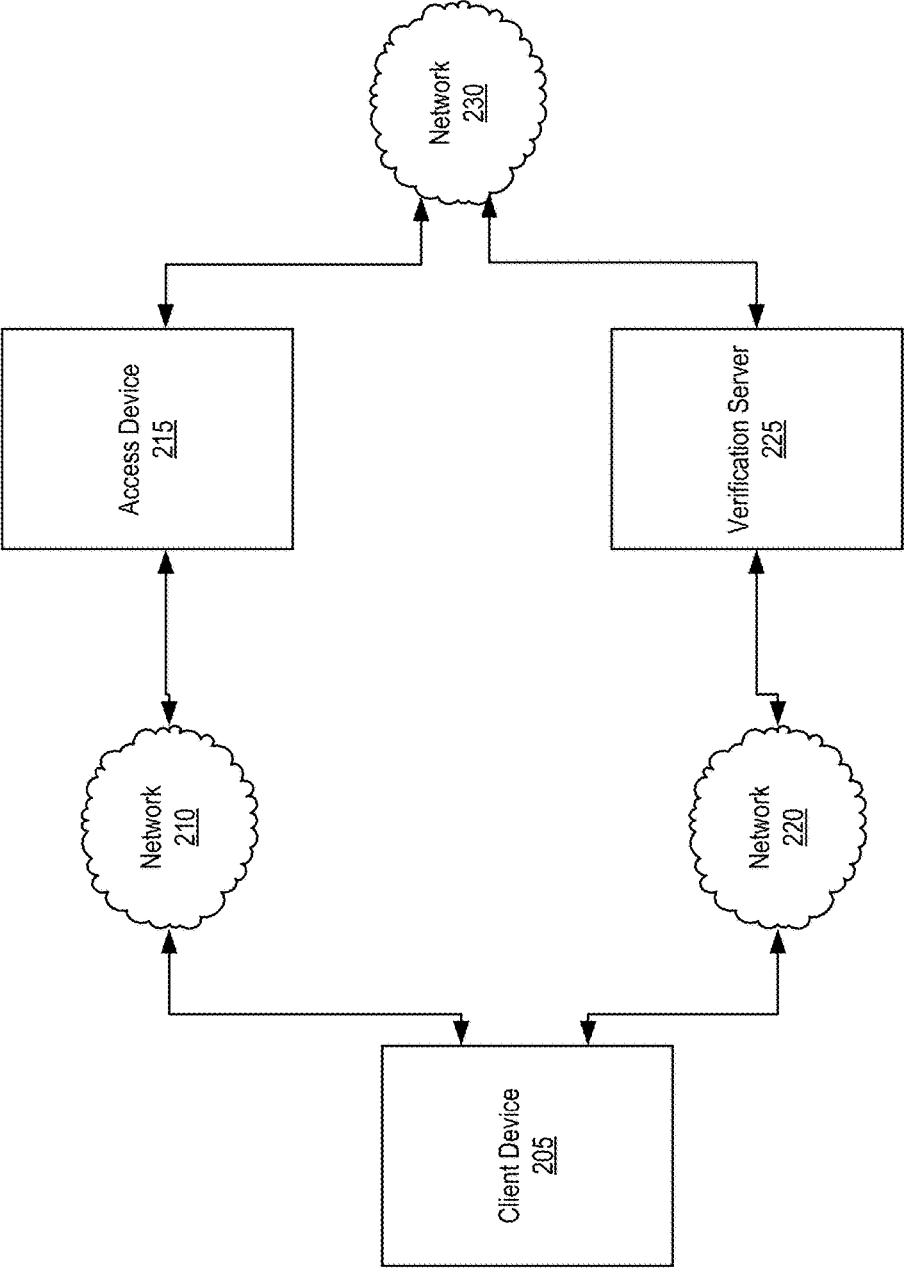 Client Device
205
Network
210
Access Device
215
Network
220
Verification Server
225
Network
230